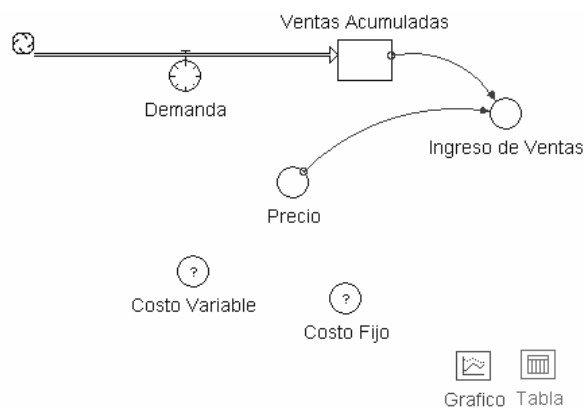 Ventas Acumuladas
Demanda
Ingreso de Ventas
Precio
?
Costo Variable
?
Costo Fijo
Grafico
Tabla